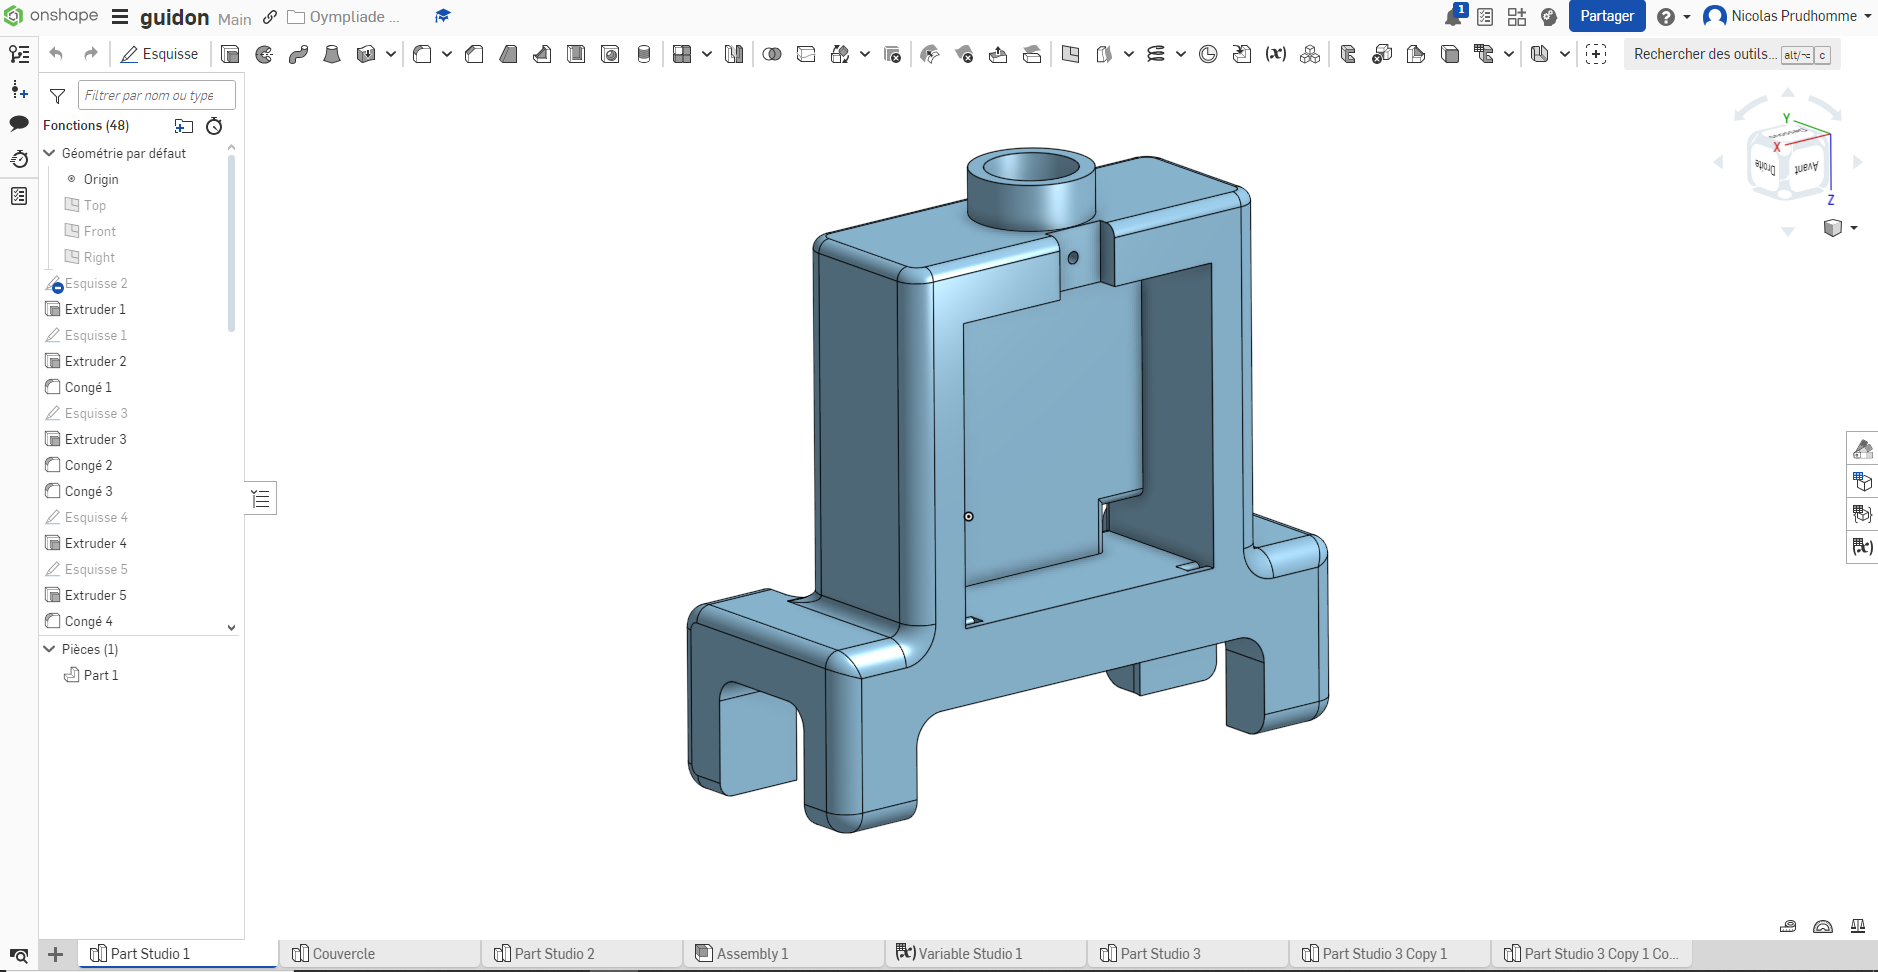 onshape guidon Main Oympliade ... 1 Partager Nicolas Prudhomme
Esquisse (x) Rechercher des outils... alt/⌥ c
Filtrer par nom ou type
Fonctions (48)
Géométrie par défaut
Origin
Top
Front
Right
Esquisse 2
Extruder 1
Esquisse 1
Extruder 2
Congé 1
Esquisse 3
Extruder 3
Congé 2
Congé 3
Esquisse 4
Extruder 4
Esquisse 5
Extruder 5
Congé 4
Pièces (1)
Part 1
Y
X
Z
Dessous
Droite
Avant
(x)
Part Studio 1 Couvercle Part Studio 2 Assembly 1 Variable Studio 1 Part Studio 3 Part Studio 3 Copy 1 Part Studio 3 Copy 1 Co...